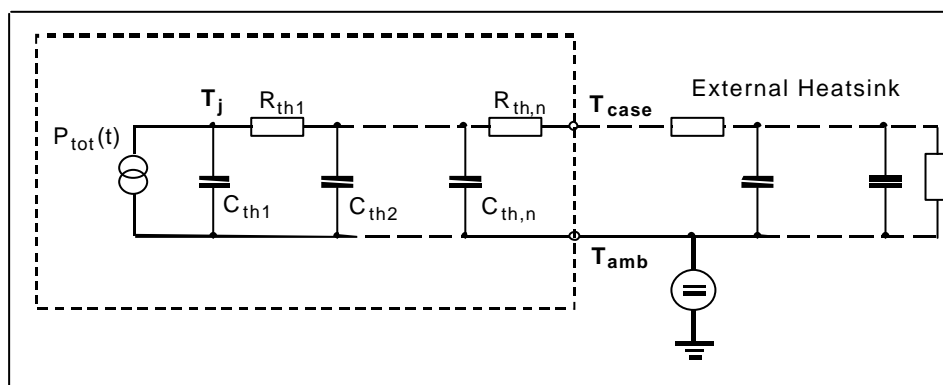 External Heatsink
T_j
R_th1
R_th,n
T_case
P_tot(t)
C_th1
C_th2
C_th,n
T_amb